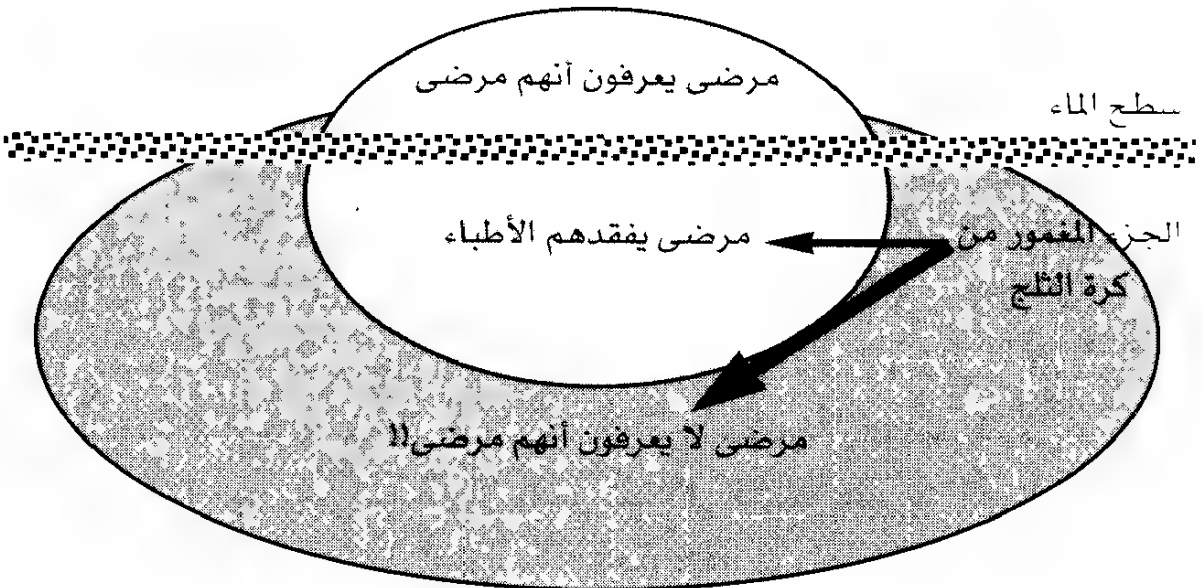 مرضى يعرفون أنهم مرضى
سطح الماء
مرضى يفقدهم الأطباء
الجزء المغمور من
كرة الثلج
مرضى لا يعرفون أنهم مرضى!!